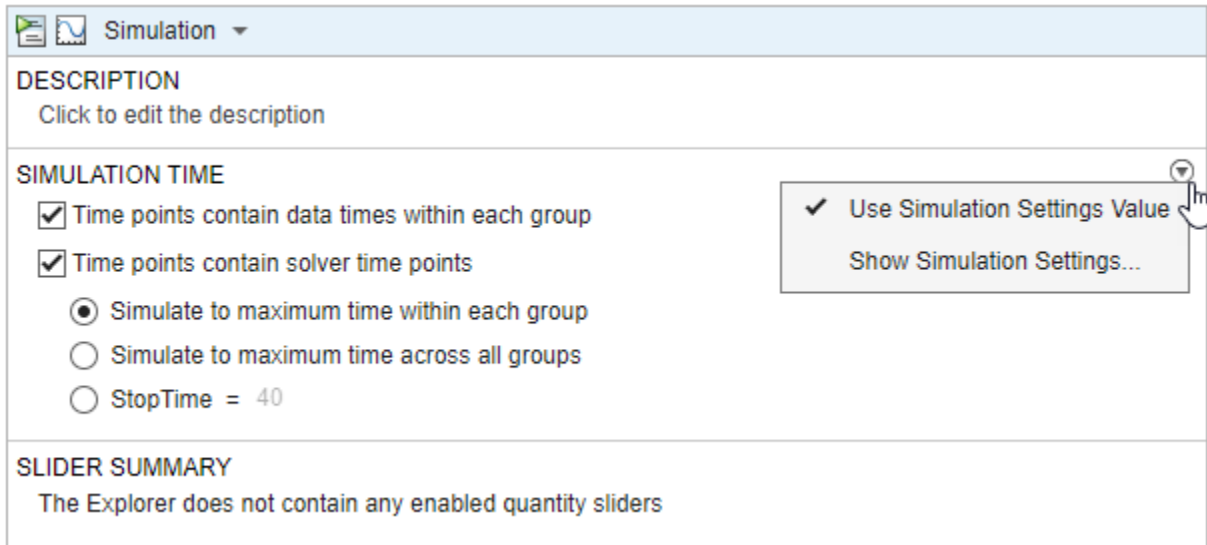 Simulation
DESCRIPTION
Click to edit the description
SIMULATION TIME
Time points contain data times within each group
Use Simulation Settings Value
Time points contain solver time points
Show Simulation Settings...
Simulate to maximum time within each group
Simulate to maximum time across all groups
StopTime = 40
SLIDER SUMMARY
The Explorer does not contain any enabled quantity sliders